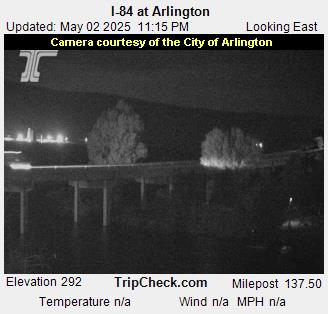 I-84 at Arlington
Updated: May 02 2025 11:15 PM Looking East
Camera courtesy of the City of Arlington
Elevation 292 TripCheck.com Milepost 137.50
Temperature n/a Wind n/a MPH n/a